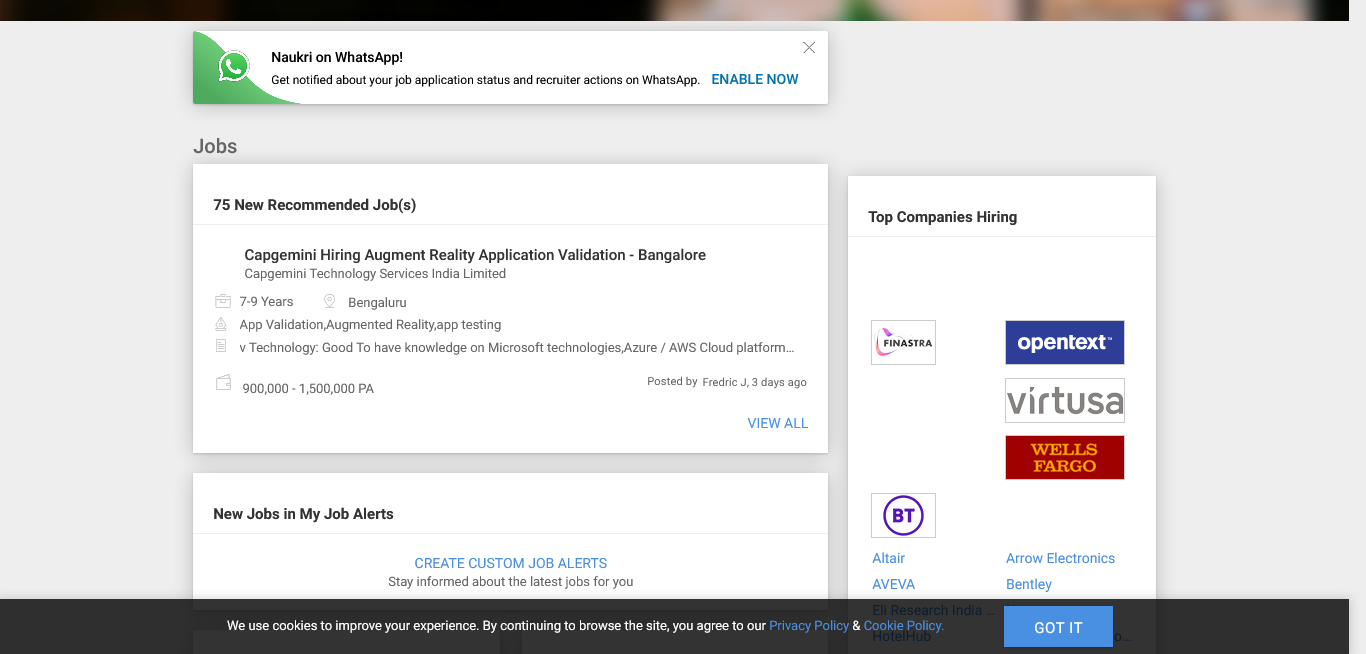 Naukri on WhatsApp!
Get notified about your job application status and recruiter actions on WhatsApp. ENABLE NOW
Jobs
75 New Recommended Job(s)
Capgemini Hiring Augment Reality Application Validation - Bangalore
Capgemini Technology Services India Limited
7-9 Years Bengaluru
App Validation,Augmented Reality,app testing
v Technology: Good To have knowledge on Microsoft technologies,Azure / AWS Cloud platform...
900,000 - 1,500,000 PA
Posted by Fredric J, 3 days ago
VIEW ALL
New Jobs in My Job Alerts
CREATE CUSTOM JOB ALERTS
Stay informed about the latest jobs for you
Top Companies Hiring
FINASTRA
opentext™
virtusa
WELLS
FARGO
BT
Altair Arrow Electronics
AVEVA Bentley
Eli Research India ...
HotelHub
We use cookies to improve your experience. By continuing to browse the site, you agree to our Privacy Policy & Cookie Policy.
GOT IT